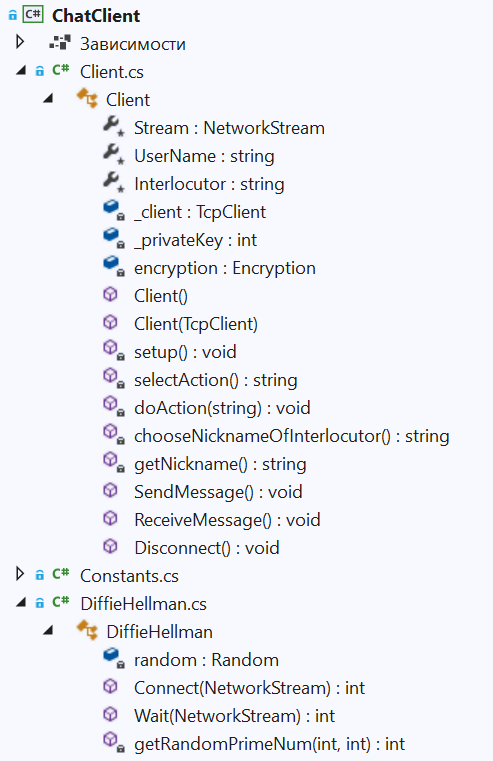 C# ChatClient
Зависимости
C# Client.cs
Client
Stream : NetworkStream
UserName : string
Interlocutor : string
_client : TcpClient
_privateKey : int
encryption : Encryption
Client()
Client(TcpClient)
setup() : void
selectAction() : string
doAction(string) : void
chooseNicknameOfInterlocutor() : string
getNickname() : string
SendMessage() : void
ReceiveMessage() : void
Disconnect() : void
C# Constants.cs
C# DiffieHellman.cs
DiffieHellman
random : Random
Connect(NetworkStream) : int
Wait(NetworkStream) : int
getRandomPrimeNum(int, int) : int